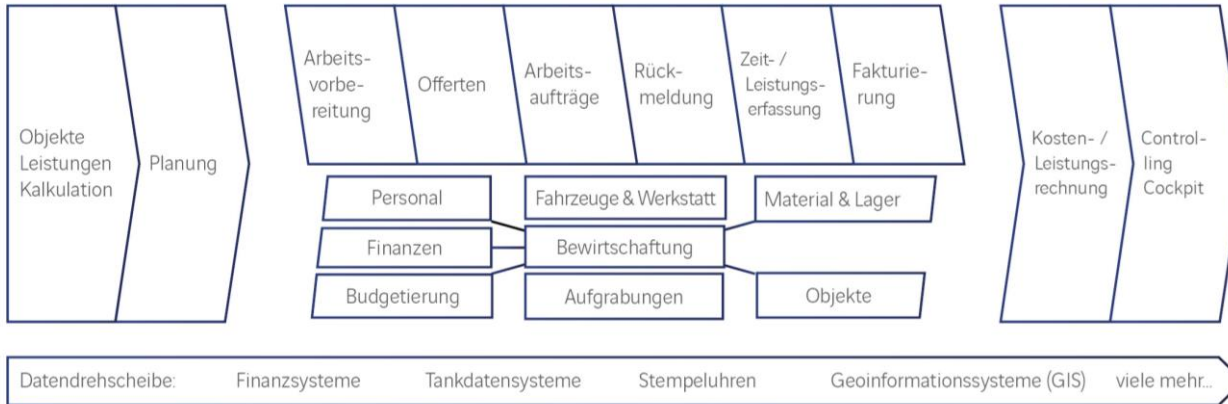 Objekte
Leistungen
Kalkulation
Planung
Arbeits-
vorbe-
reitung
Offerten
Arbeits-
aufträge
Rück-
meldung
Zeit- /
Leistungs-
erfassung
Fakturie-
rung
Personal
Fahrzeuge & Werkstatt
Material & Lager
Finanzen
Bewirtschaftung
Budgetierung
Aufgrabungen
Objekte
Kosten- /
Leistungs-
rechnung
Control-
ling
Cockpit
Datendrehscheibe: Finanzsysteme Tankdatensysteme Stempeluhren Geoinformationssysteme (GIS) viele mehr...